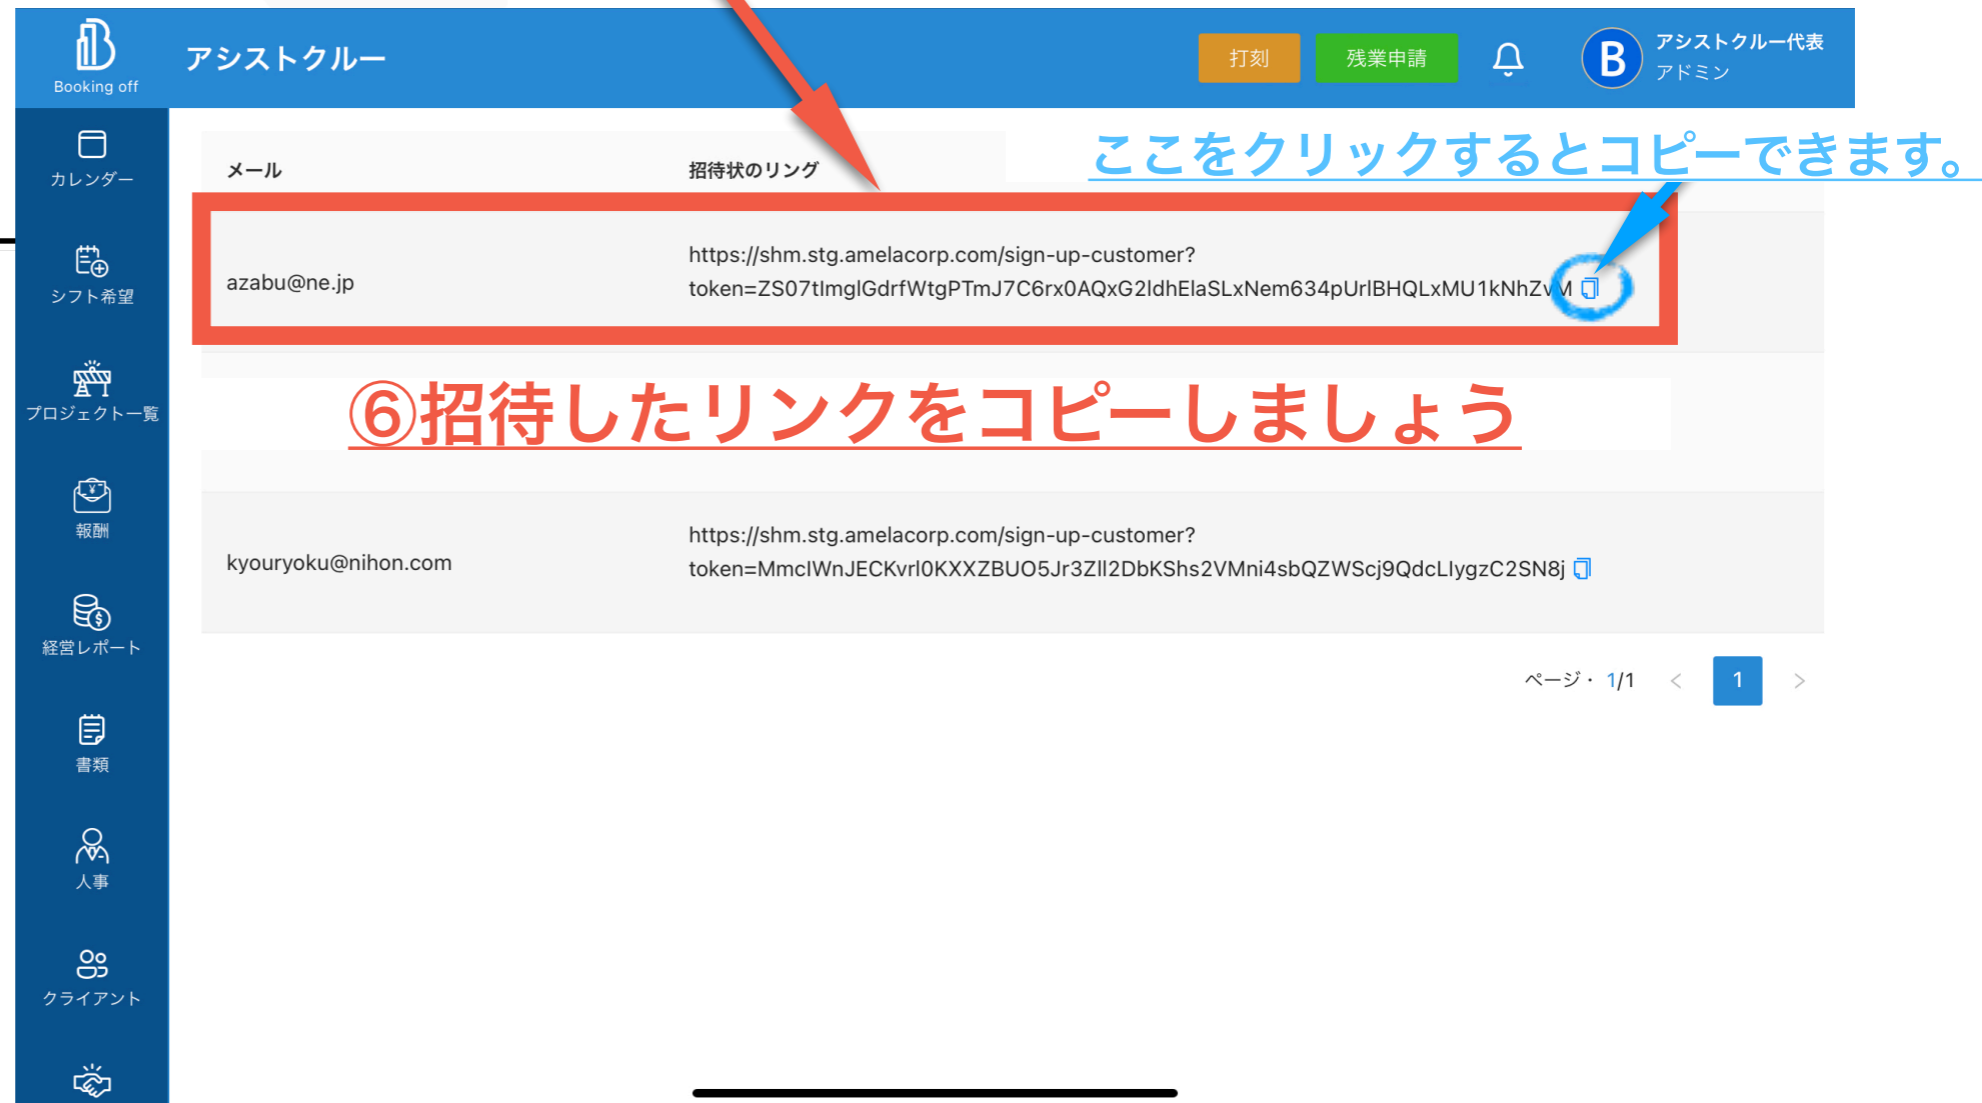 Booking off
アシストクルー
打刻
残業申請
B
アシストクルー代表
アドミン
ここをクリックするとコピーできます。
カレンダー
シフト希望
プロジェクト一覧
報酬
経営レポート
書類
人事
クライアント
メール
招待状のリング
azabu@ne.jp
https://shm.stg.amelacorp.com/sign-up-customer?
⑥招待したリンクをコピーしましょう
kyouryoku@nihon.com
https://shm.stg.amelacorp.com/sign-up-customer?
ページ・ 1/1
<
1
>